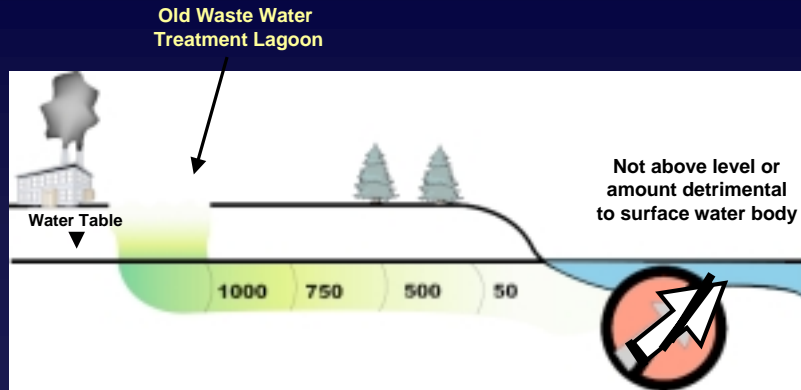 Old Waste Water
Treatment Lagoon
Not above level or
amount detrimental
to surface water body
Water Table
1000 750 500 50